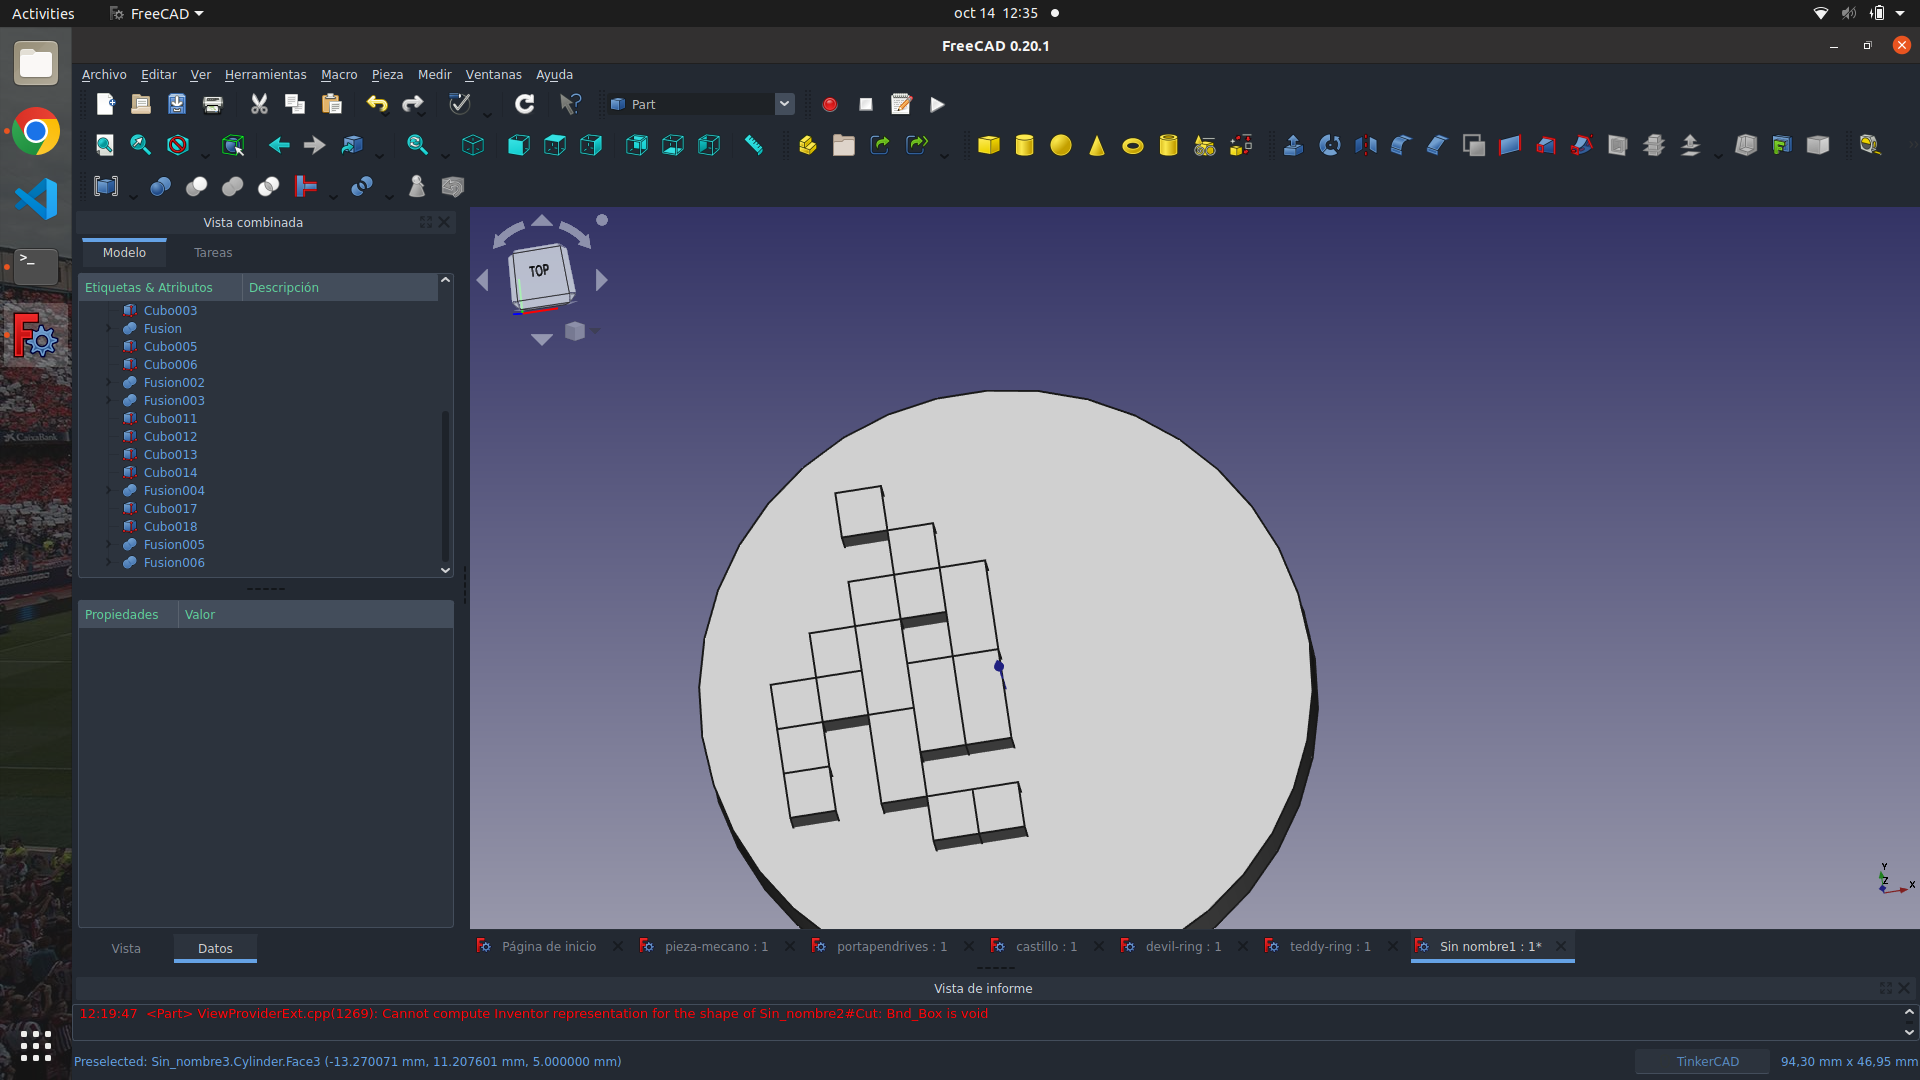 Activities
FreeCAD
oct 14 12:35
FreeCAD 0.20.1
Archivo Editar Ver Herramientas Macro Pieza Medir Ventanas Ayuda
Part
Vista combinada
Modelo Tareas
Etiquetas & Atributos Descripción
Cubo003
Fusion
Cubo005
Cubo006
Fusion002
Fusion003
Cubo011
Cubo012
Cubo013
Cubo014
Fusion004
Cubo017
Cubo018
Fusion005
Fusion006
Propiedades Valor
Vista Datos
TOP
Y
Z
X
Página de inicio
pieza-mecano : 1
portapendrives : 1
castillo : 1
devil-ring : 1
teddy-ring : 1
Sin nombre1 : 1*
Vista de informe
12:19:47 <Part> ViewProviderExt.cpp(1269): Cannot compute Inventor representation for the shape of Sin_nombre2#Cut: Bnd_Box is void
Preselected: Sin_nombre3.Cylinder.Face3 (-13.270071 mm, 11.207601 mm, 5.000000 mm)
TinkerCAD
94,30 mm x 46,95 mm
CaixaBank